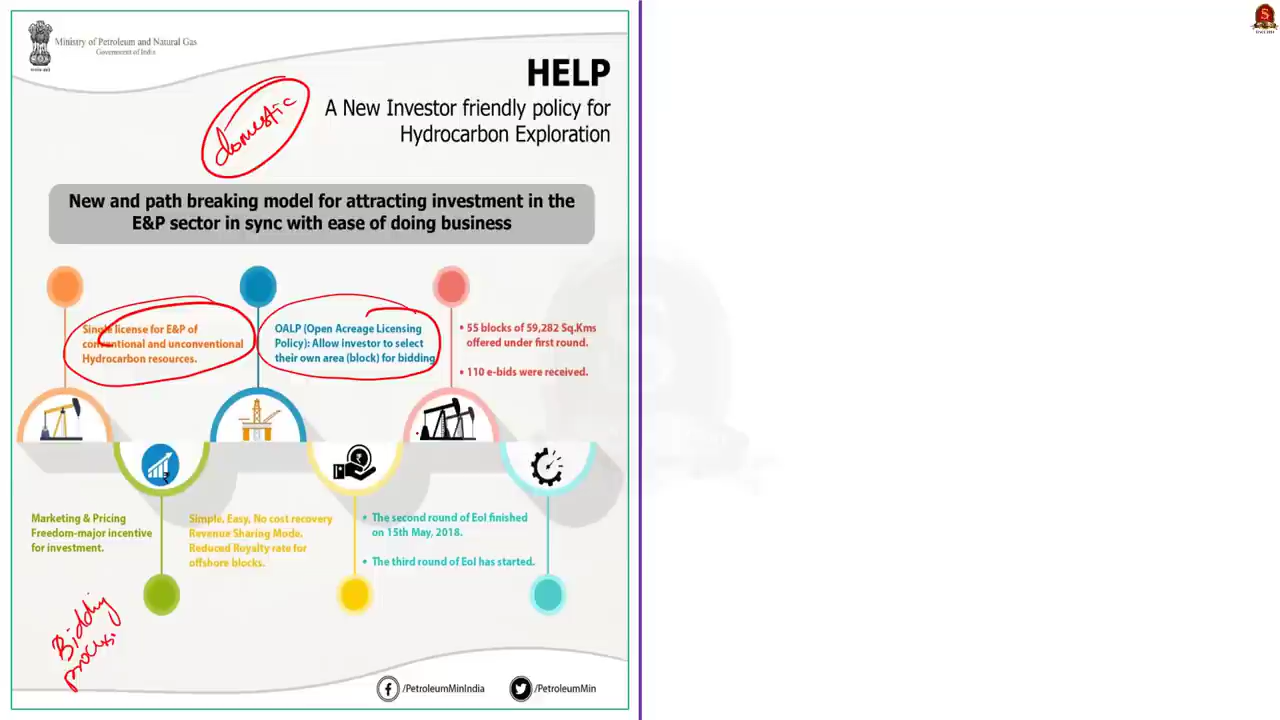 Ministry of Petroleum and Natural Gas
Government of India
HELP
A New Investor friendly policy for
Hydrocarbon Exploration
domestic
New and path breaking model for attracting investment in the
E&P sector in sync with ease of doing business
Single license for E&P of
conventional and unconventional
Hydrocarbon resources.
OALP (Open Acreage Licensing
Policy): Allow investor to select
their own area (block) for bidding
• 55 blocks of 59,282 Sq.Kms
offered under first round.
• 110 e-bids were received.
Marketing & Pricing
Freedom-major incentive
for investment.
Simple, Easy, No cost recovery
Revenue Sharing Mode.
Reduced Royalty rate for
offshore blocks.
• The second round of EoI finished
on 15th May, 2018.
• The third round of EoI has started.
Bidding
process
/PetroleumMinIndia
/PetroleumMin